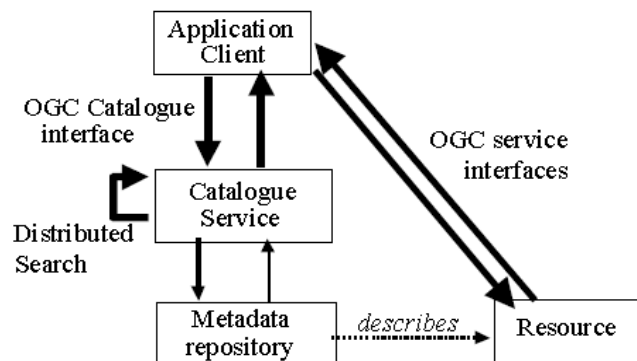 Application
Client
OGC Catalogue
interface
OGC service
interfaces
Catalogue
Service
Distributed
Search
Metadata
repository
describes
Resource